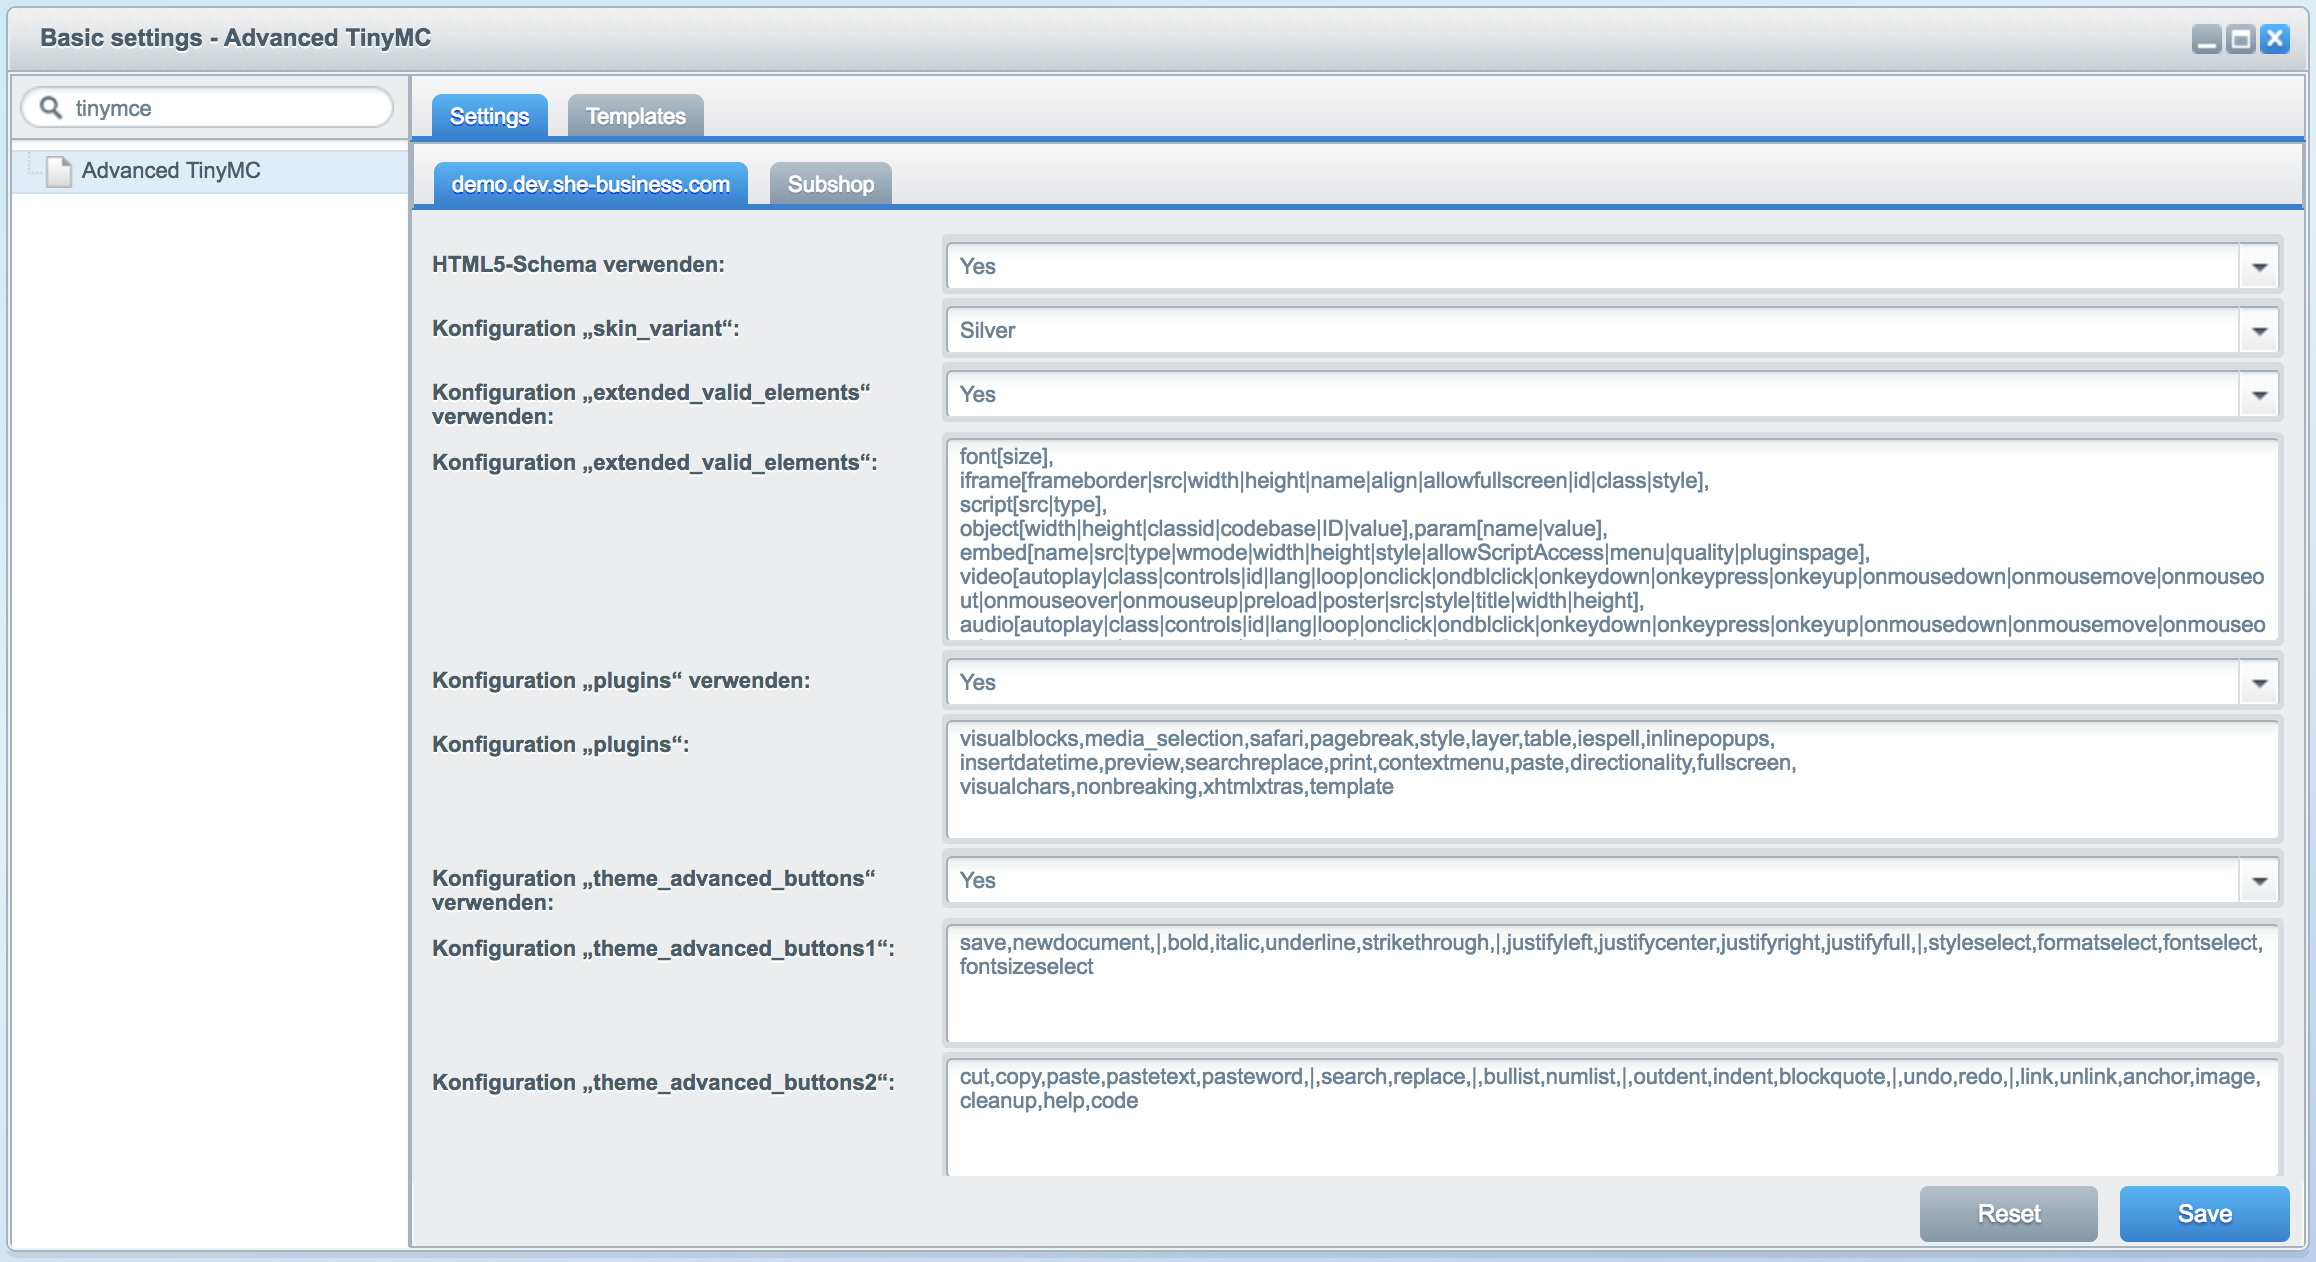 Basic settings - Advanced TinyMC
tinymce
Advanced TinyMC
Settings
Templates
demo.dev.she-business.com
Subshop
HTML5-Schema verwenden:
Yes
Konfiguration „skin_variant“:
Silver
Konfiguration „extended_valid_elements“
verwenden:
Yes
Konfiguration „extended_valid_elements“:
font[size],
iframe[frameborder|src|width|height|name|align|allowfullscreen|id|class|style],
script[src|type],
object[width|height|classid|codebase|ID|value],param[name|value],
embed[name|src|type|wmode|width|height|style|allowScriptAccess|menu|quality|pluginspage],
video[autoplay|class|controls|id|lang|loop|onclick|ondblclick|onkeydown|onkeypress|onkeyup|onmousedown|onmousemove|onmouseo
ut|onmouseover|onmouseup|preload|poster|src|style|title|width|height],
audio[autoplay|class|controls|id|lang|loop|onclick|ondblclick|onkeydown|onkeypress|onkeyup|onmousedown|onmousemove|onmouseo
Konfiguration „plugins“ verwenden:
Yes
Konfiguration „plugins“:
visualblocks,media_selection,safari,pagebreak,style,layer,table,iespell,inlinepopups,
insertdatetime,preview,searchreplace,print,contextmenu,paste,directionality,fullscreen,
visualchars,nonbreaking,xhtmlxtras,template
Konfiguration „theme_advanced_buttons“
verwenden:
Yes
Konfiguration „theme_advanced_buttons1“:
save,newdocument,|,bold,italic,underline,strikethrough,|,justifyleft,justifycenter,justifyright,justifyfull,|,styleselect,formatselect,fontselect,
fontsizeselect
Konfiguration „theme_advanced_buttons2“:
cut,copy,paste,pastetext,pasteword,|,search,replace,|,bullist,numlist,|,outdent,indent,blockquote,|,undo,redo,|,link,unlink,anchor,image,
cleanup,help,code
Reset
Save